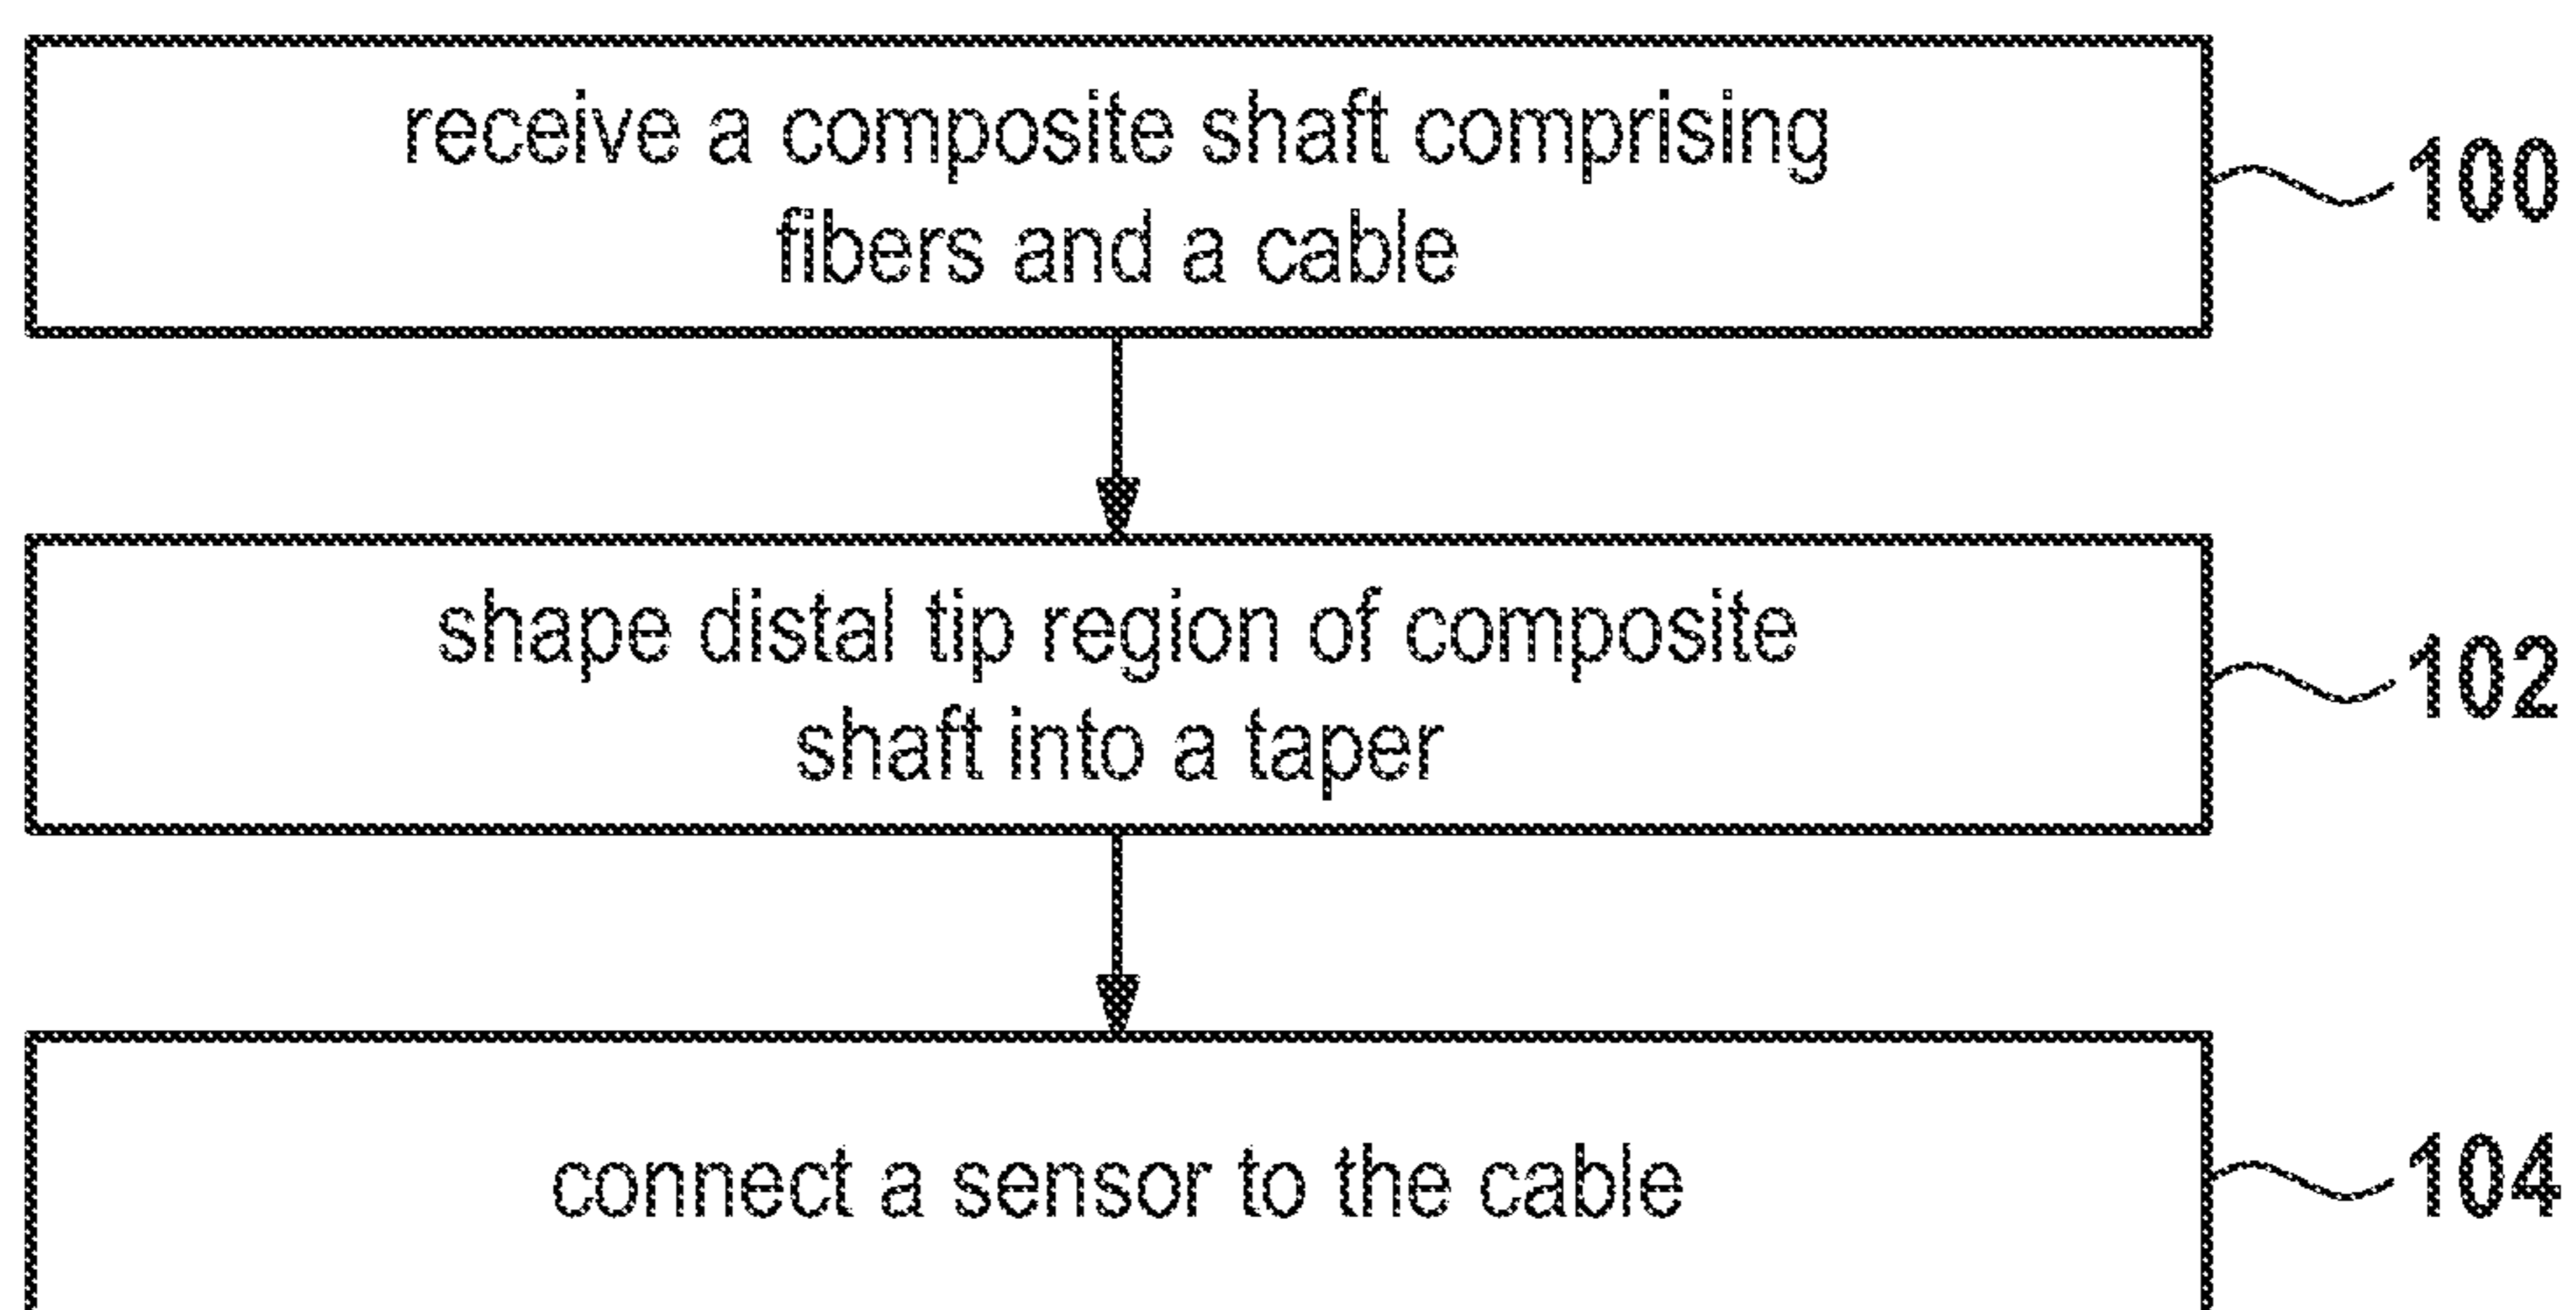 receive a composite shaft comprising
fibers and a cable
100
shape distal tip region of composite
shaft into a taper
102
connect a sensor to the cable
104